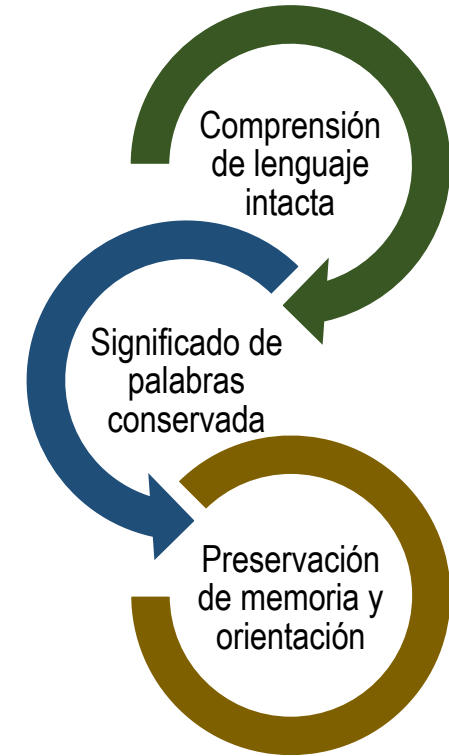 Comprensión
de lenguaje
intacta
Significado de
palabras
conservada
Preservación
de memoria y
orientación